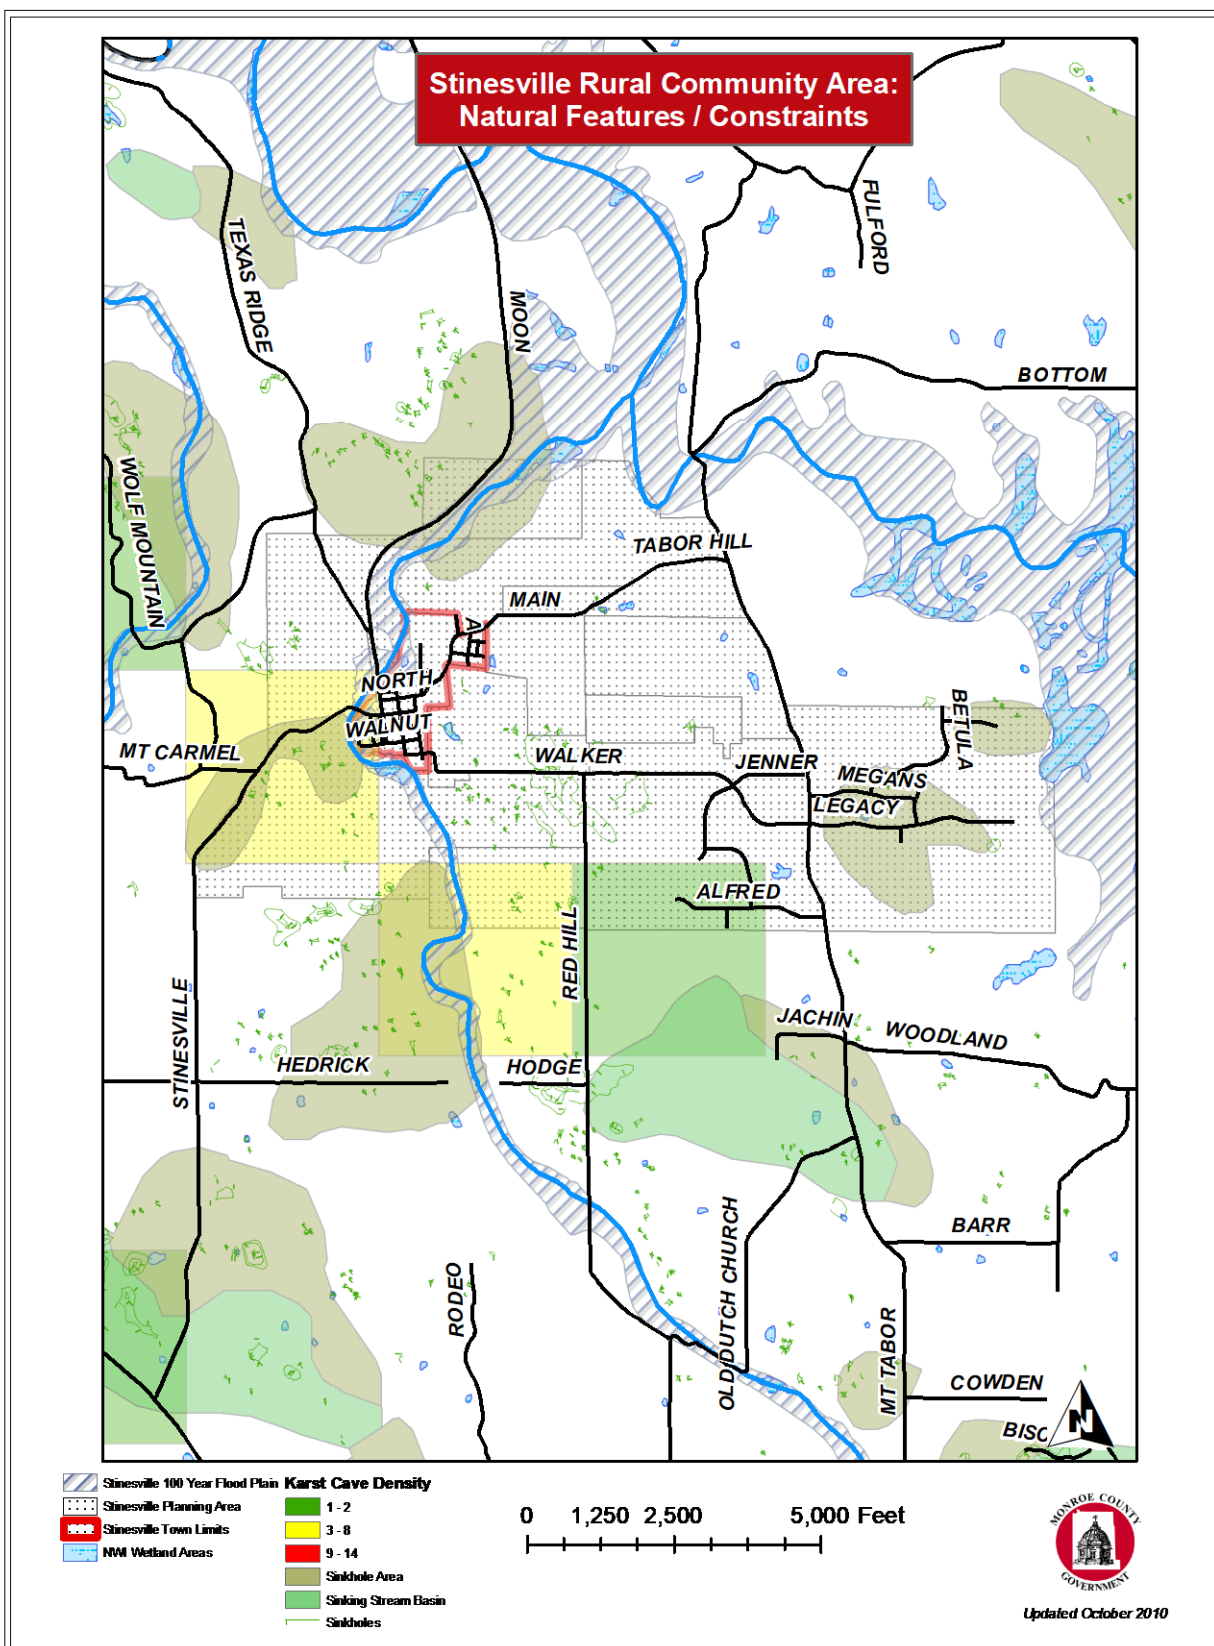 Stinesville Rural Community Area:
Natural Features / Constraints
FULFORD
TEXAS RIDGE
MOON
BOTTOM
WOLF MOUNTAIN
TABOR HILL
MAIN
A
NORTH
WALNUT
MT CARMEL
WALKER
JENNER
BETULA
MEGANS
LEGACY
ALFRED
RED HILL
STINESVILLE
JACHIN
WOODLAND
HEDRICK
HODGE
OLD DUTCH CHURCH
BARR
RODEO
MT TABOR
COWDEN
BISC
N
Stinesville 100 Year Flood Plain
Stinesville Planning Area
Stinesville Town Limits
NWI Wetland Areas
Karst Cave Density
1 - 2
3 - 8
9 - 14
Sinkhole Area
Sinking Stream Basin
Sinkholes
0 1,250 2,500 5,000 Feet
MONROE COUNTY
GOVERNMENT
Updated October 2010